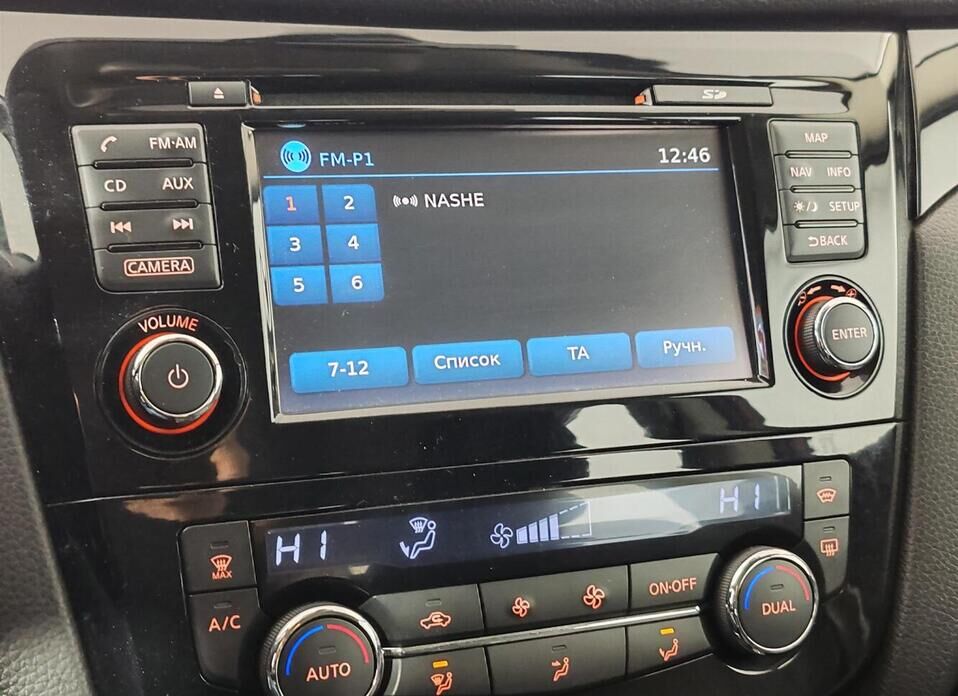 SD
FM·AM
CD AUX
CAMERA
VOLUME
FM-P1 12:46
1 2 NASHE
3 4
5 6
7-12 Список TA Ручн.
MAP
NAV INFO
SETUP
BACK
ENTER
HI HI
MAX
A/C
AUTO
ON·OFF
DUAL